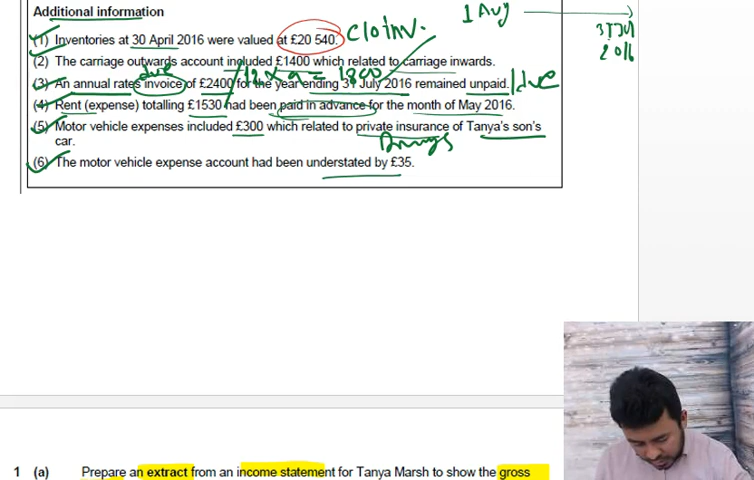 Additional information
1 Aug
31 Jul
2016
(1) Inventories at 30 April 2016 were valued at £20 540. Clo Inv.
(2) The carriage outwards account included £1400 which related to carriage inwards.
due /12 x 9 = 1800
(3) An annual rates invoice of £2400 for the year ending 31 July 2016 remained unpaid. / due
(4) Rent (expense) totalling £1530 had been paid in advance for the month of May 2016.
(5) Motor vehicle expenses included £300 which related to private insurance of Tanya's son's
car.
(6) The motor vehicle expense account had been understated by £35.
1 (a) Prepare an extract from an income statement for Tanya Marsh to show the gross